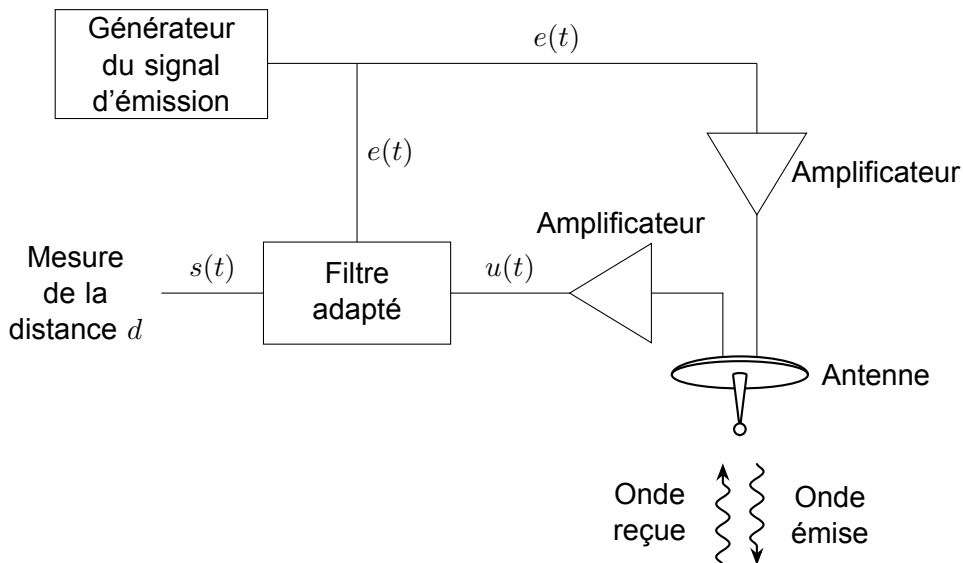 Générateur
du signal
d'émission
e(t)
e(t)
Amplificateur
Amplificateur
Mesure
de la
distance d
s(t)
Filtre
adapté
u(t)
Antenne
Onde
reçue
Onde
émise